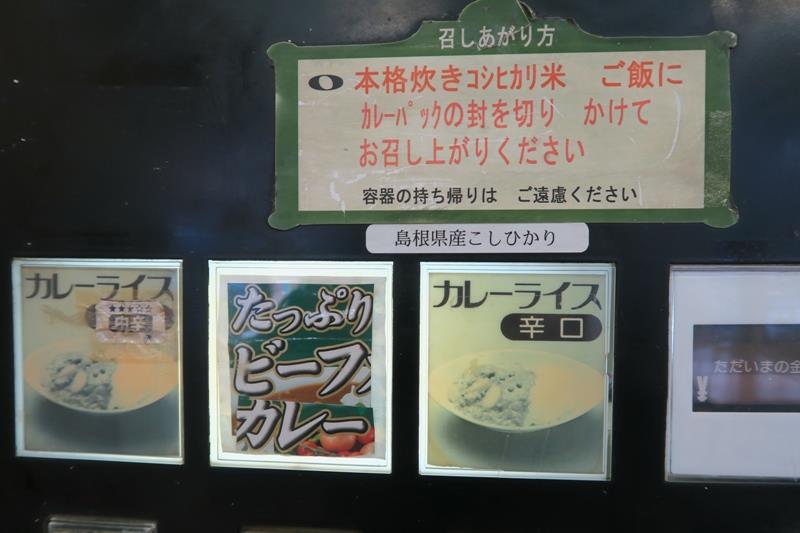 召しあがり方
本格炊きコシヒカリ米　ご飯に
カレーパックの封を切り　かけて
お召し上がりください
容器の持ち帰りは　ご遠慮ください
島根県産こしひかり
カレーライス
★★★☆☆
中辛
たっぷり
ビーフ
カレー
カレーライス
辛口
ただいまの金